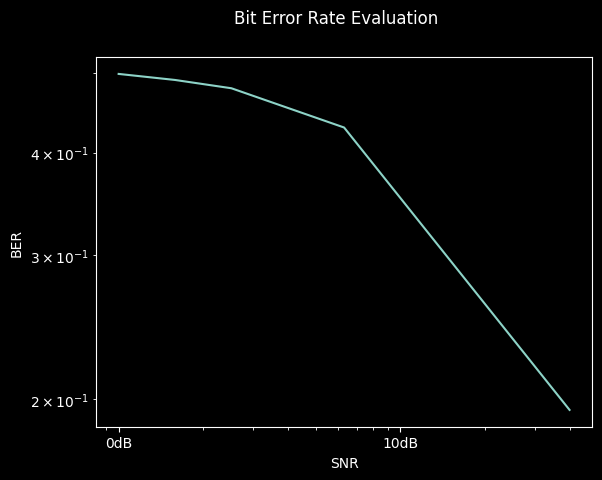 Bit Error Rate Evaluation
BER
4 × 10⁻¹
3 × 10⁻¹
2 × 10⁻¹
0dB
10dB
SNR